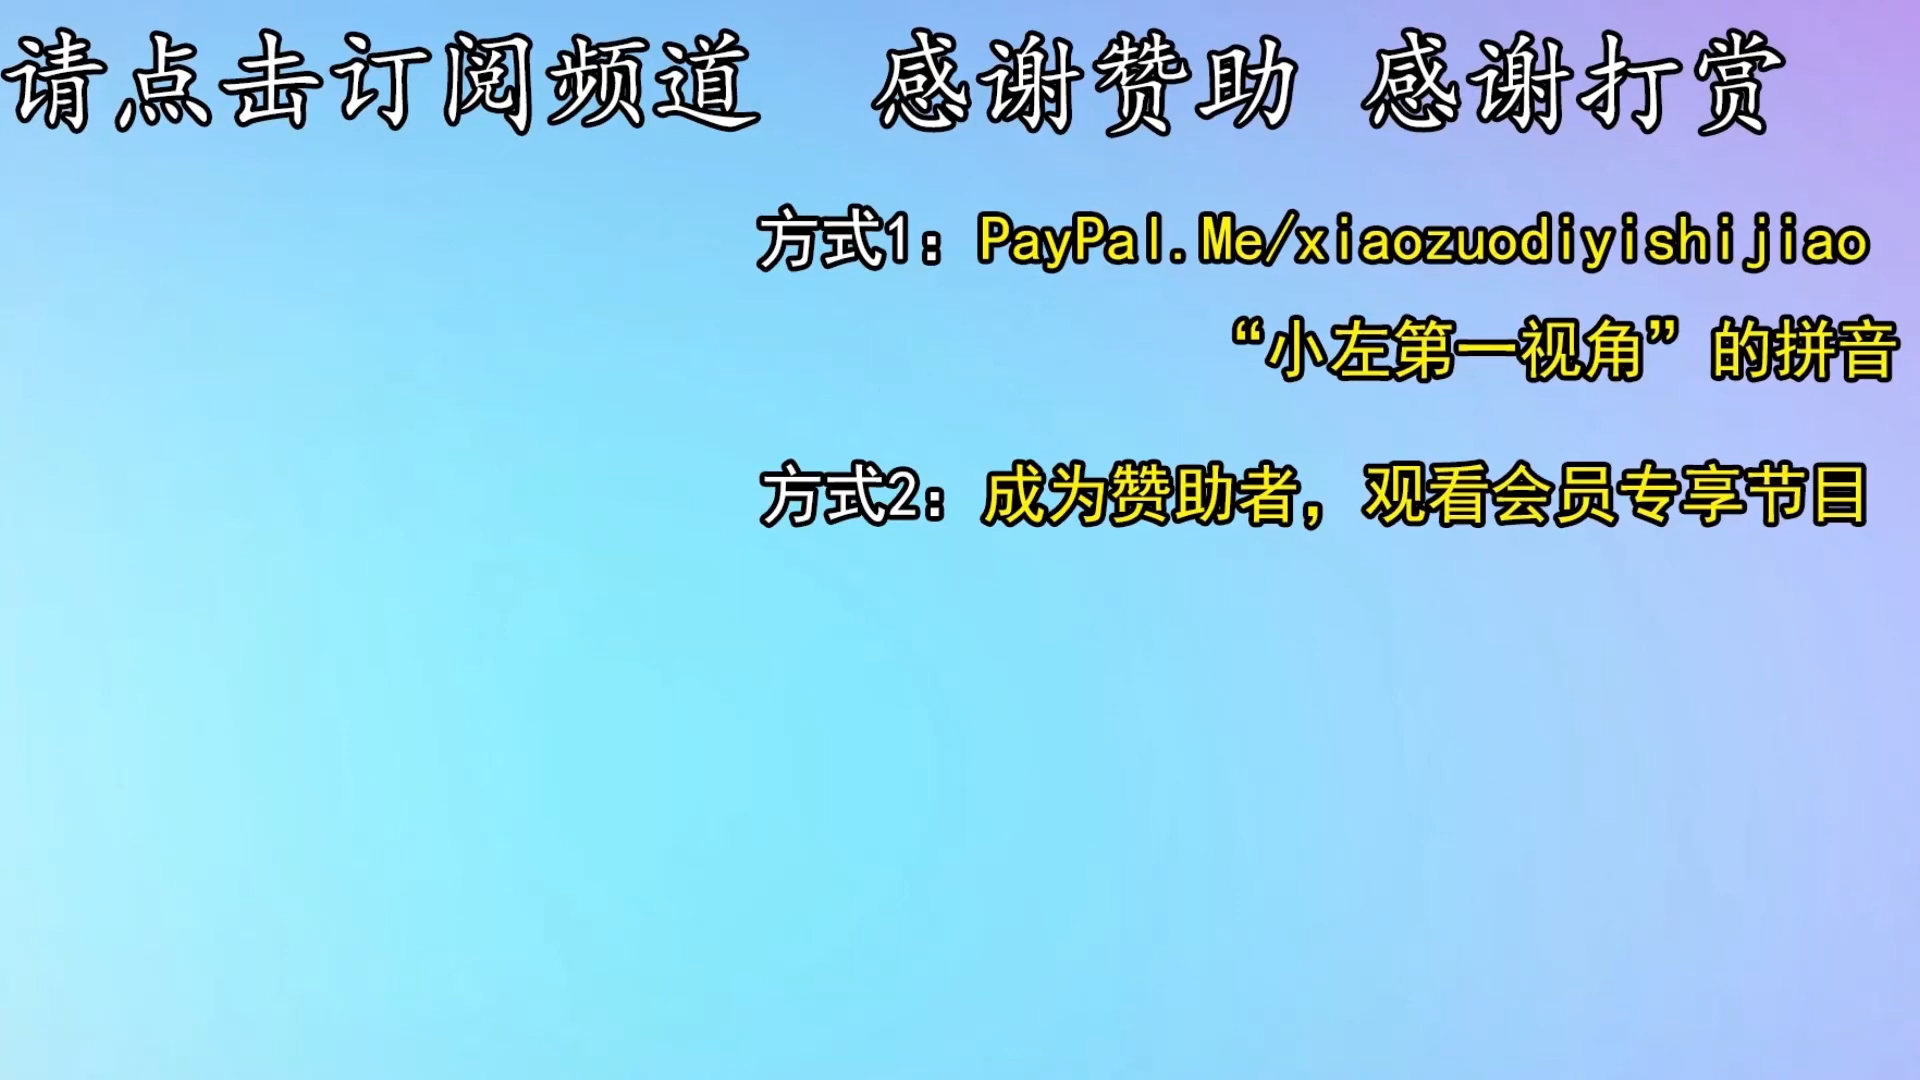 请点击订阅频道 感谢赞助 感谢打赏
方式1：PayPal.Me/xiaozuodiyishijiao
“小左第一视角”的拼音
方式2：成为赞助者，观看会员专享节目